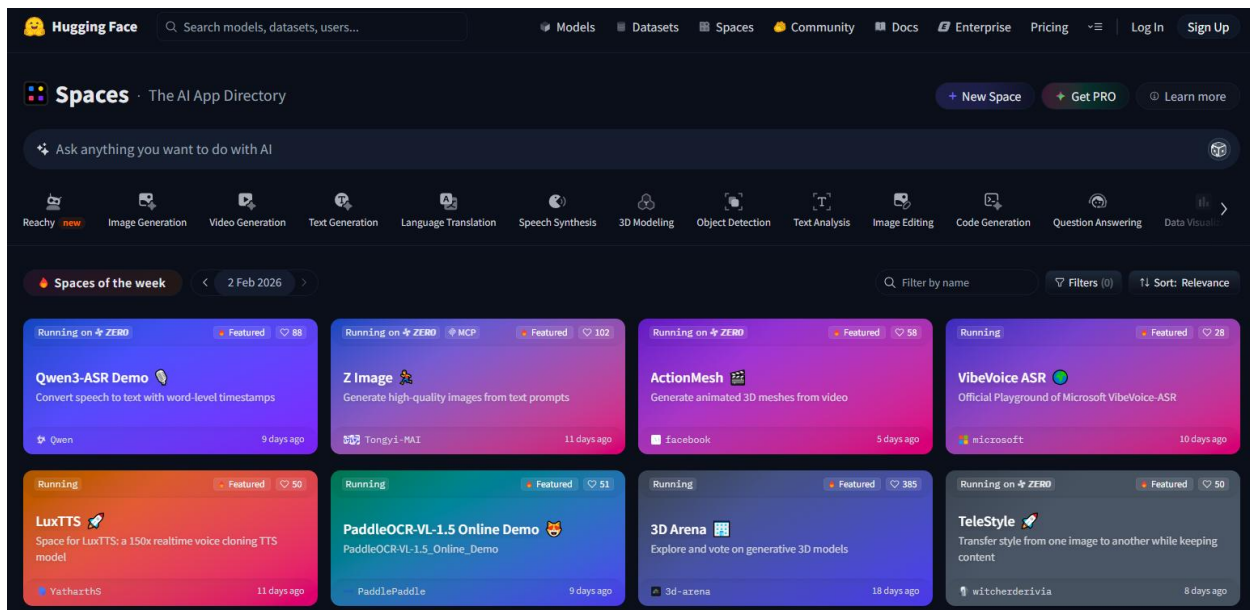 Hugging Face
Search models, datasets, users...
Models
Datasets
Spaces
Community
Docs
Enterprise
Pricing
Log In
Sign Up
Spaces · The AI App Directory
+ New Space
Get PRO
Learn more
Ask anything you want to do with AI
Reachy new
Image Generation
Video Generation
Text Generation
Language Translation
Speech Synthesis
3D Modeling
Object Detection
Text Analysis
Image Editing
Code Generation
Question Answering
Data
Spaces of the week
2 Feb 2026
Filter by name
Filters (0)
Sort: Relevance
Running on ZERO
Featured
88
Qwen3-ASR Demo
Convert speech to text with word-level timestamps
Qwen
9 days ago
Running on ZERO
MCP
Featured
102
Z Image
Generate high-quality images from text prompts
Tongyi-MAI
11 days ago
Running on ZERO
Featured
58
ActionMesh
Generate animated 3D meshes from video
facebook
5 days ago
Running
Featured
28
VibeVoice ASR
Official Playground of Microsoft VibeVoice-ASR
microsoft
10 days ago
Running
Featured
50
LuxTTS
Space for LuxTTS: a 150x realtime voice cloning TTS
model
YatharthS
11 days ago
Running
Featured
51
PaddleOCR-VL-1.5 Online Demo
PaddleOCR-VL-1.5_Online_Demo
PaddlePaddle
9 days ago
Running
Featured
385
3D Arena
Explore and vote on generative 3D models
3d-arena
18 days ago
Running on ZERO
Featured
50
TeleStyle
Transfer style from one image to another while keeping
content
witcherderivia
8 days ago